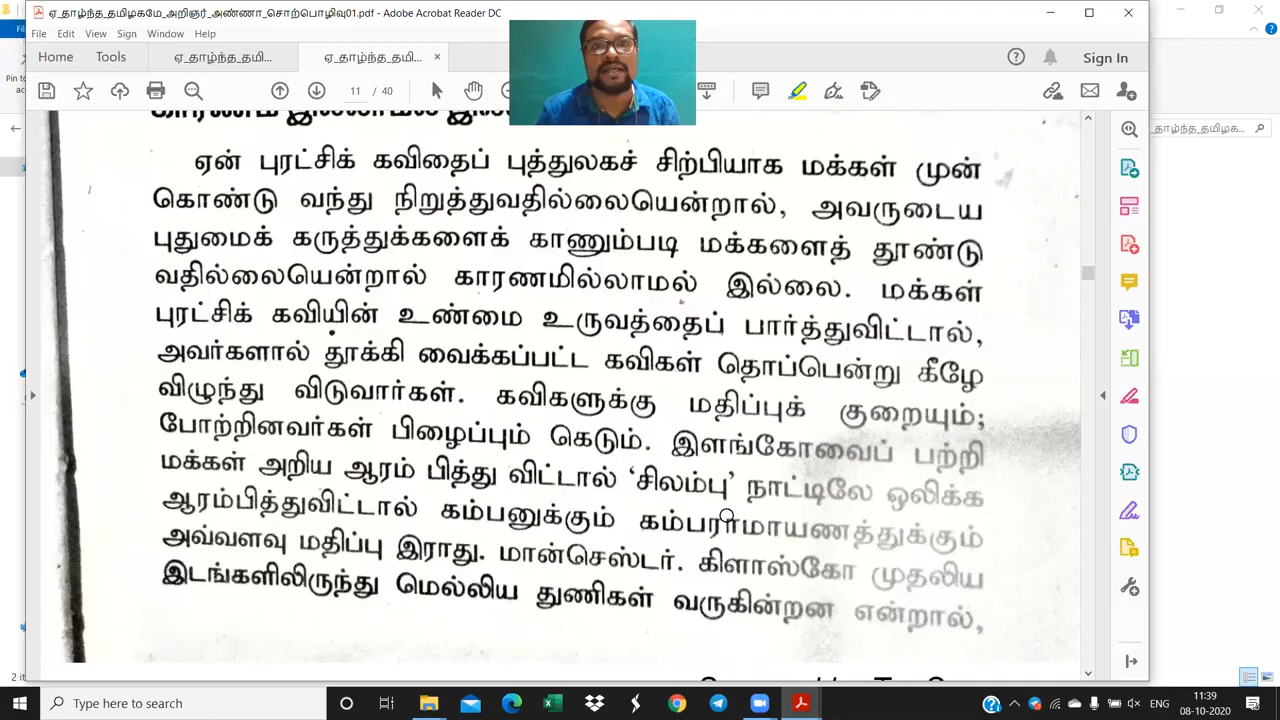 ஏ_தாழ்ந்த_தமிழகமே_அறிஞர்_அண்ணா_சொற்பொழிவு01.pdf - Adobe Acrobat Reader DC
File Edit View Sign Window Help
Home Tools ஏ_தாழ்ந்த_தமி... ஏ_தாழ்ந்த_தமி... × Sign In
11 / 40
ஏன் புரட்சிக் கவிதைப் புத்துலகச் சிற்பியாக மக்கள் முன்
கொண்டு வந்து நிறுத்துவதில்லையென்றால், அவருடைய
புதுமைக் கருத்துக்களைக் காணும்படி மக்களைத் தூண்டு
வதில்லையென்றால் காரணமில்லாமல் இல்லை. மக்கள்
புரட்சிக் கவியின் உண்மை உருவத்தைப் பார்த்துவிட்டால்,
அவர்களால் தூக்கி வைக்கப்பட்ட கவிகள் தொப்பென்று கீழே
விழுந்து விடுவார்கள். கவிகளுக்கு மதிப்புக் குறையும்;
போற்றினவர்கள் பிழைப்பும் கெடும். இளங்கோவைப் பற்றி
மக்கள் அறிய ஆரம் பித்து விட்டால் ‘சிலம்பு’ நாட்டிலே ஒலிக்க
ஆரம்பித்துவிட்டால் கம்பனுக்கும் கம்பராமாயணத்துக்கும்
அவ்வளவு மதிப்பு இராது. மான்செஸ்டர். கிளாஸ்கோ முதலிய
இடங்களிலிருந்து மெல்லிய துணிகள் வருகின்றன என்றால்,
Type here to search
ENG
11:39
08-10-2020